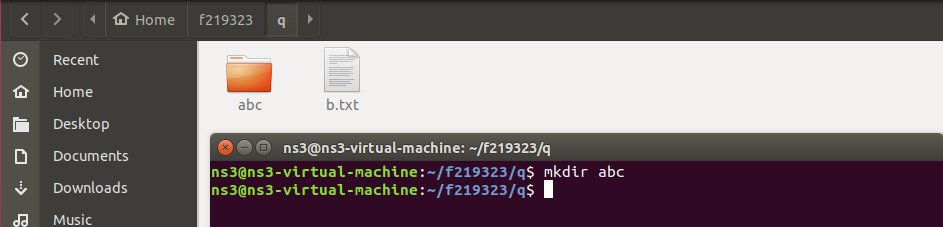 Home f219323 q
Recent
Home
Desktop
Documents
Downloads
Music
abc b.txt
ns3@ns3-virtual-machine: ~/f219323/q
ns3@ns3-virtual-machine:~/f219323/q$ mkdir abc
ns3@ns3-virtual-machine:~/f219323/q$